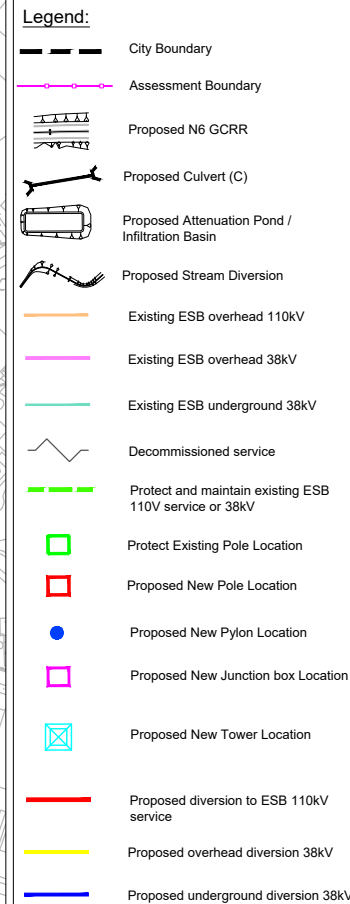 Legend:
City Boundary
Assessment Boundary
Proposed N6 GCRR
Proposed Culvert (C)
Proposed Attenuation Pond /
Infiltration Basin
Proposed Stream Diversion
Existing ESB overhead 110kV
Existing ESB overhead 38kV
Existing ESB underground 38kV
Decommissioned service
Protect and maintain existing ESB
110V service or 38kV
Protect Existing Pole Location
Proposed New Pole Location
Proposed New Pylon Location
Proposed New Junction box Location
Proposed New Tower Location
Proposed diversion to ESB 110kV
service
Proposed overhead diversion 38kV
Proposed underground diversion 38kV